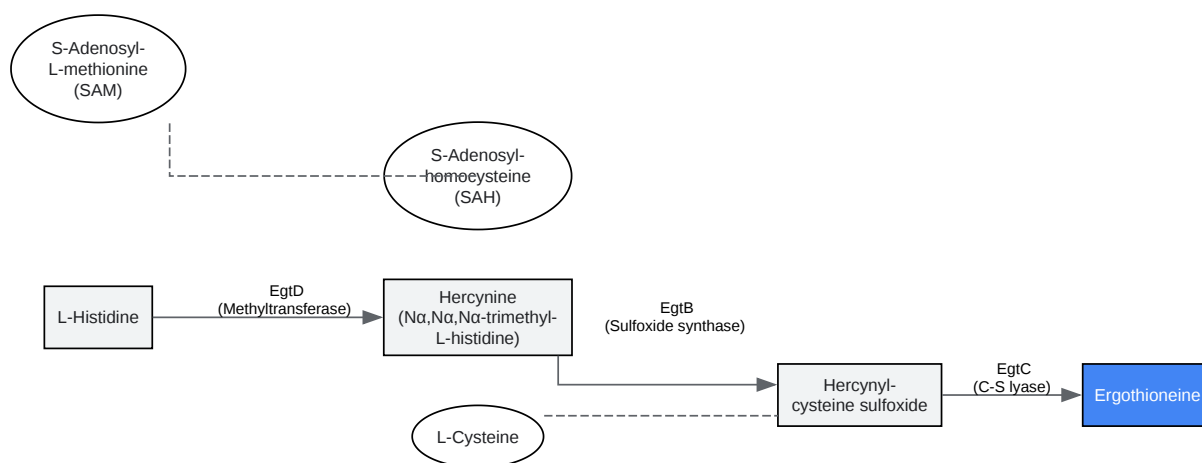 S-Adenosyl-
L-methionine
(SAM)
S-Adenosyl-
homocysteine
(SAH)
L-Histidine
EgtD
(Methyltransferase)
Hercynine
(Nα,Nα,Nα-trimethyl-
L-histidine)
EgtB
(Sulfoxide synthase)
L-Cysteine
Hercynyl-
cysteine sulfoxide
EgtC
(C-S lyase)
Ergothioneine